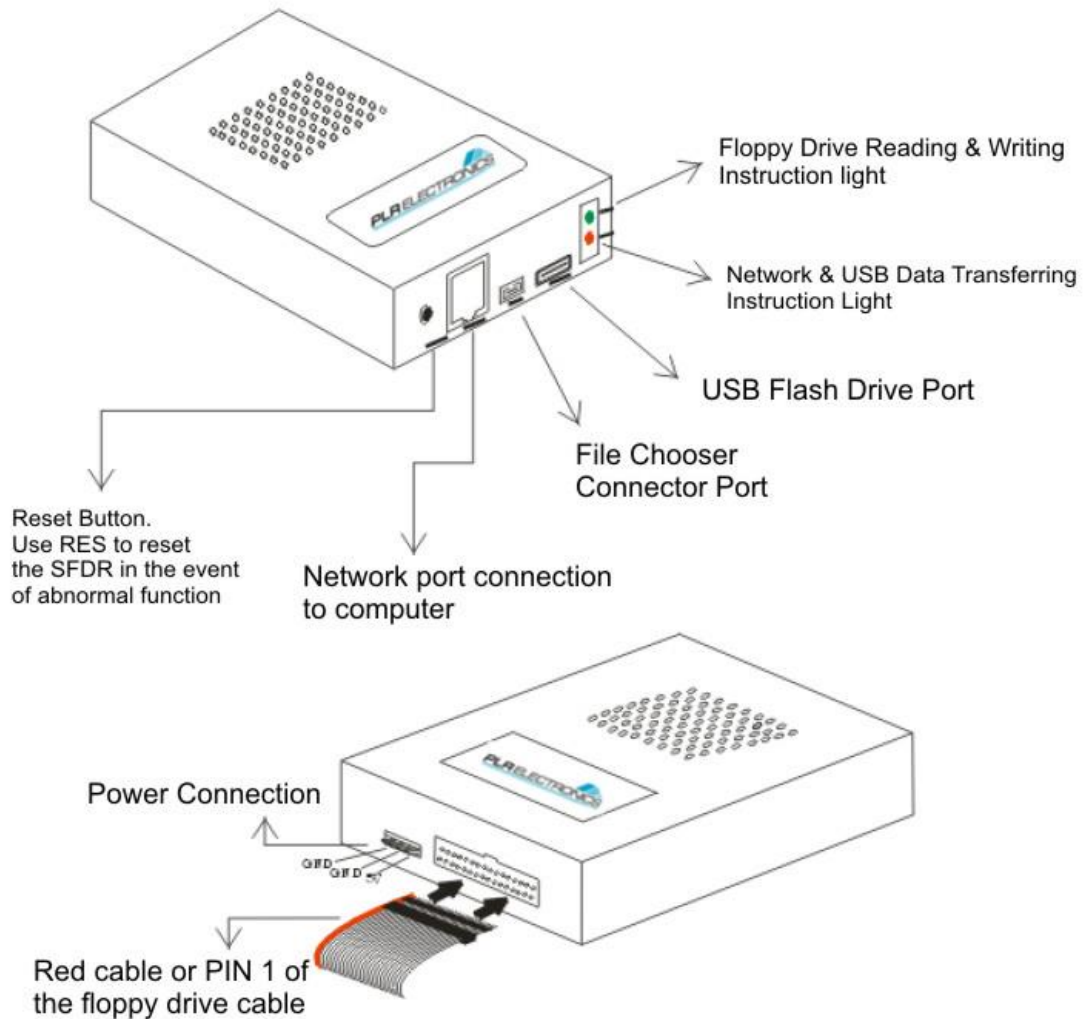 PLR ELECTRONICS
Floppy Drive Reading & Writing
Instruction light
Network & USB Data Transferring
Instruction Light
USB Flash Drive Port
File Chooser
Connector Port
Reset Button.
Use RES to reset
the SFDR in the event
of abnormal function
Network port connection
to computer
PLR ELECTRONICS
Power Connection
GND
GND
5V
Red cable or PIN 1 of
the floppy drive cable